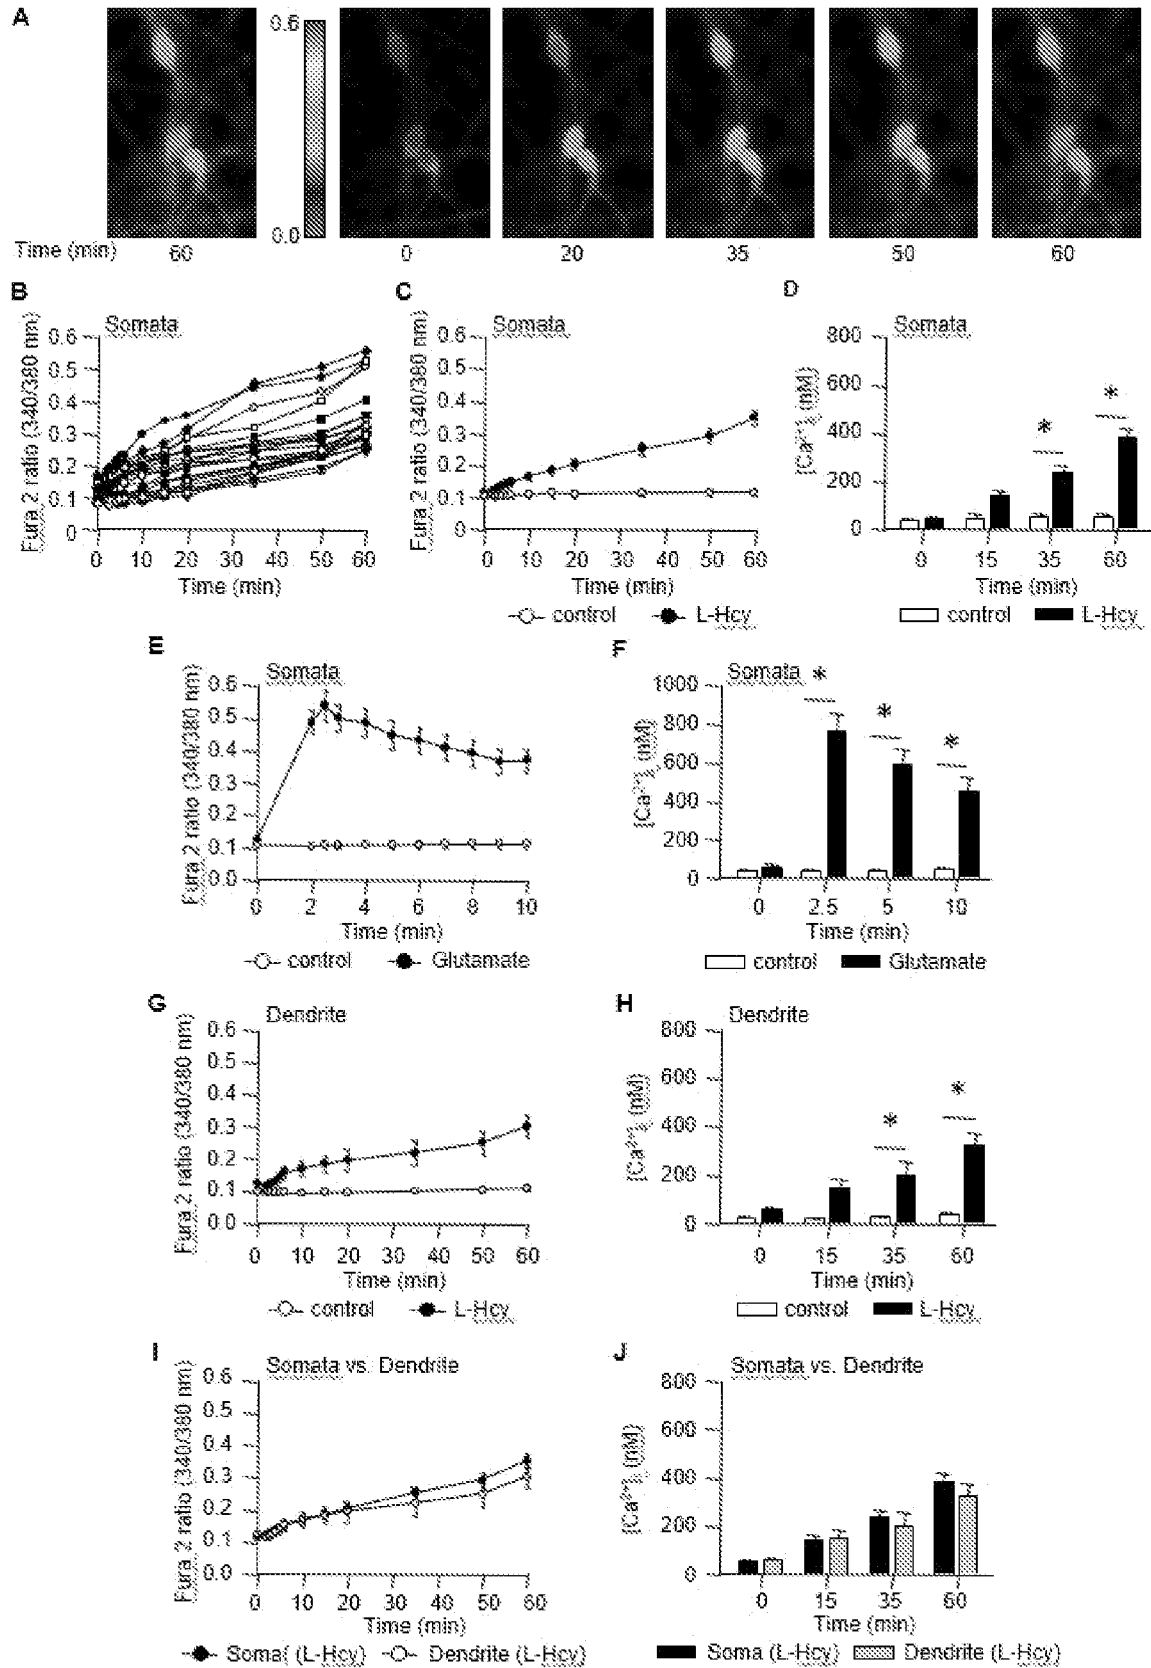 A
0.6
0.0
Time (min) 60 0 20 35 50 60
B C D
Somata Somata Somata
Fura 2 ratio (340/380 nm)
0.6
0.5
0.4
0.3
0.2
0.1
0
0 10 20 30 40 50 60
Time (min)
Fura 2 ratio (340/380 nm)
0.6
0.5
0.4
0.3
0.2
0.1
0
0 10 20 30 40 50 60
Time (min)
control L-Hcy
[Ca²⁺]ᵢ (nM)
800
600
400
200
0
* *
0 15 35 60
Time (min)
control L-Hcy
E
Somata
Fura 2 ratio (340/380 nm)
0.6
0.5
0.4
0.3
0.2
0.1
0.0
0 2 4 6 8 10
Time (min)
control Glutamate
F
Somata
[Ca²⁺]ᵢ (nM)
1000
800
600
400
200
0
* * *
0 2.5 5 10
Time (min)
control Glutamate
G
Dendrite
Fura 2 ratio (340/380 nm)
0.6
0.5
0.4
0.3
0.2
0.1
0.0
0 10 20 30 40 50 60
Time (min)
control L-Hcy
H
Dendrite
[Ca²⁺]ᵢ (nM)
800
600
400
200
0
* *
0 15 35 60
Time (min)
control L-Hcy
I
Somata vs. Dendrite
Fura 2 ratio (340/380 nm)
0.6
0.5
0.4
0.3
0.2
0.1
0.0
0 10 20 30 40 50 60
Time (min)
Soma( (L-Hcy) Dendrite (L-Hcy)
J
Somata vs. Dendrite
[Ca²⁺]ᵢ (nM)
800
600
400
200
0
0 15 35 60
Time (min)
Soma (L-Hcy) Dendrite (L-Hcy)